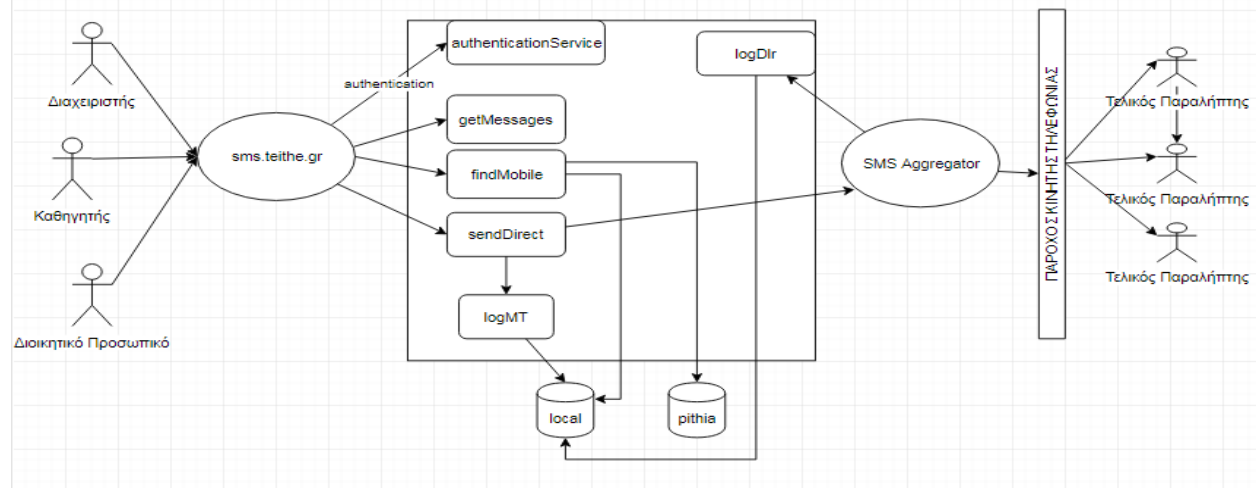 Διαχειριστής
Καθηγητής
Διοικητικό Προσωπικό
sms.teithe.gr
authentication
authenticationService
getMessages
findMobile
sendDirect
logMT
logDlr
local
pithia
SMS Aggregator
ΠΑΡΟΧΟΣ ΚΙΝΗΤΗΣ ΤΗΛΕΦΩΝΙΑΣ
Τελικός Παραλήπτης
Τελικός Παραλήπτης
Τελικός Παραλήπτης